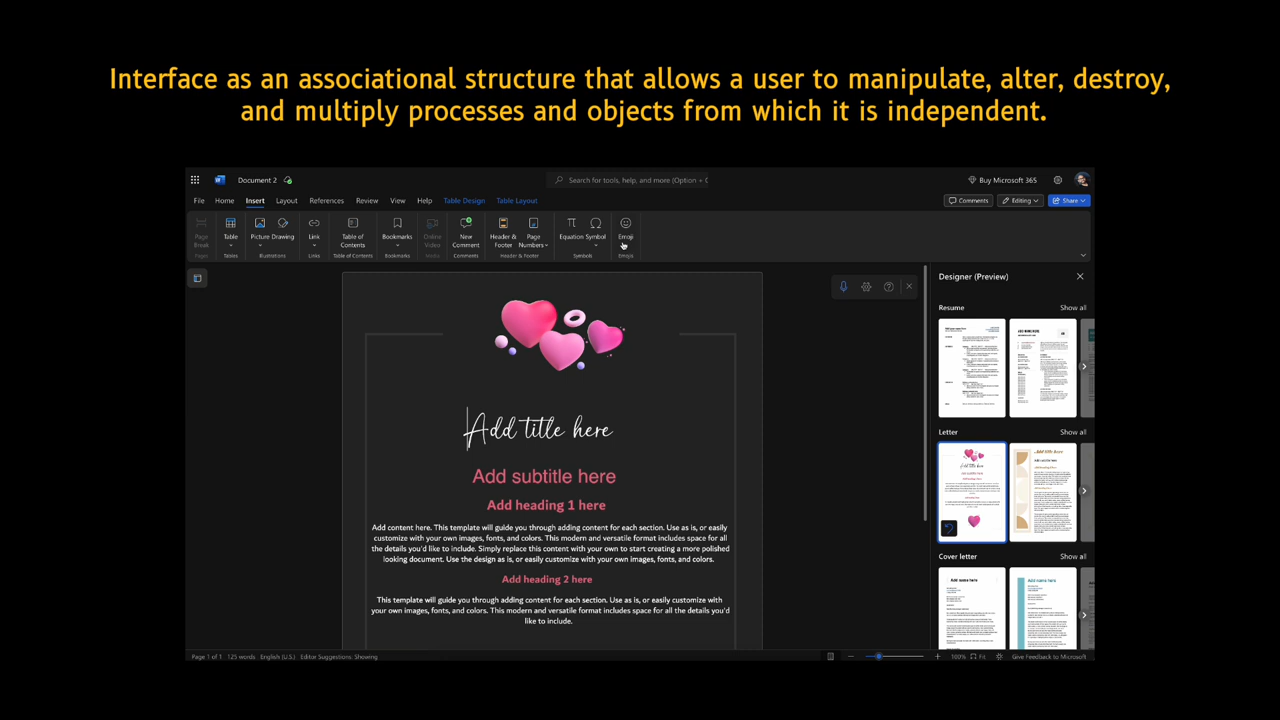 Interface as an associational structure that allows a user to manipulate, alter, destroy,
and multiply processes and objects from which it is independent.
Document 2
Search for tools, help, and more (Option +
Buy Microsoft 365
File Home Insert Layout References Review View Help Table Design Table Layout
Comments Editing Share
Page Break
Table
Picture Drawing
Link
Table of Contents
Bookmarks
Online Video
New Comment
Header & Footer
Page Numbers
Equation Symbol
Emoji
Pages Tables Illustrations Links Table of Contents Bookmarks Media Comments Header & Footer Symbols Emojis
Add title here
Add subtitle here
Add heading 1 here
Add content here. This template will guide you through adding content for each section. Use as is, or easily
customize with your own images, fonts, and colors. This modern and versatile format includes space for all
the details you'd like to include. Simply replace this content with your own to start creating a more polished
looking document. Use the design as is, or easily customize with your own images, fonts, and colors.
Add heading 2 here
This template will guide you through adding content for each section. Use as is, or easily customize with
your own images, fonts, and colors. This modern and versatile format includes space for all the details you'd
like to include.
Designer (Preview)
Resume Show all
Letter Show all
Add title here
Cover letter Show all
Add name here
Add name here
Page 1 of 1 125 words English (U.S.) Editor Suggestions: Showing
100% Fit Give Feedback to Microsoft